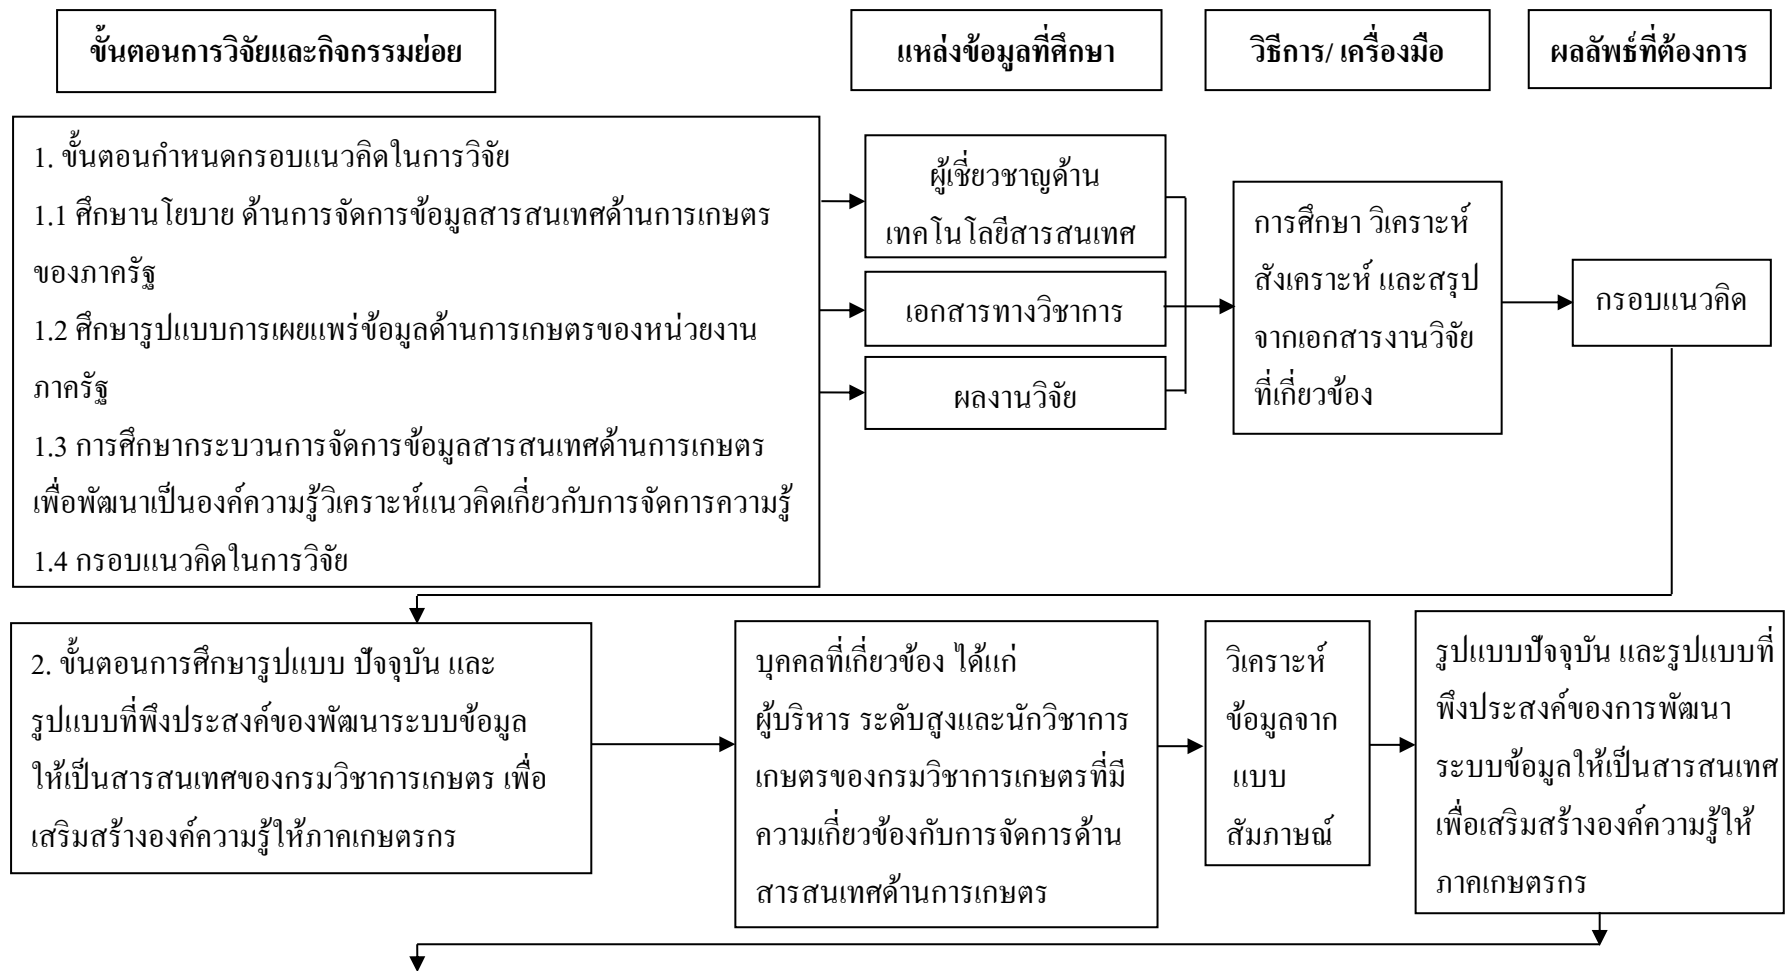 ขั้นตอนการวิจัยและกิจกรรมย่อย
แหล่งข้อมูลที่ศึกษา
วิธีการ/ เครื่องมือ
ผลลัพธ์ที่ต้องการ
1. ขั้นตอนกำหนดกรอบแนวคิดในการวิจัย
1.1 ศึกษานโยบาย ด้านการจัดการข้อมูลสารสนเทศด้านการเกษตร
ของภาครัฐ
1.2 ศึกษารูปแบบการเผยแพร่ข้อมูลด้านการเกษตรของหน่วยงาน
ภาครัฐ
1.3 การศึกษากระบวนการจัดการข้อมูลสารสนเทศด้านการเกษตร
เพื่อพัฒนาเป็นองค์ความรู้วิเคราะห์แนวคิดเกี่ยวกับการจัดการความรู้
1.4 กรอบแนวคิดในการวิจัย
ผู้เชี่ยวชาญด้าน
เทคโนโลยีสารสนเทศ
เอกสารทางวิชาการ
ผลงานวิจัย
การศึกษา วิเคราะห์
สังเคราะห์ และสรุป
จากเอกสารงานวิจัย
ที่เกี่ยวข้อง
กรอบแนวคิด
2. ขั้นตอนการศึกษารูปแบบ ปัจจุบัน และ
รูปแบบที่พึงประสงค์ของพัฒนาระบบข้อมูล
ให้เป็นสารสนเทศของกรมวิชาการเกษตร เพื่อ
เสริมสร้างองค์ความรู้ให้ภาคเกษตรกร
บุคคลที่เกี่ยวข้อง ได้แก่
ผู้บริหาร ระดับสูงและนักวิชาการ
เกษตรของกรมวิชาการเกษตรที่มี
ความเกี่ยวข้องกับการจัดการด้าน
สารสนเทศด้านการเกษตร
วิเคราะห์
ข้อมูลจาก
แบบ
สัมภาษณ์
รูปแบบปัจจุบัน และรูปแบบที่
พึงประสงค์ของการพัฒนา
ระบบข้อมูลให้เป็นสารสนเทศ
เพื่อเสริมสร้างองค์ความรู้ให้
ภาคเกษตรกร